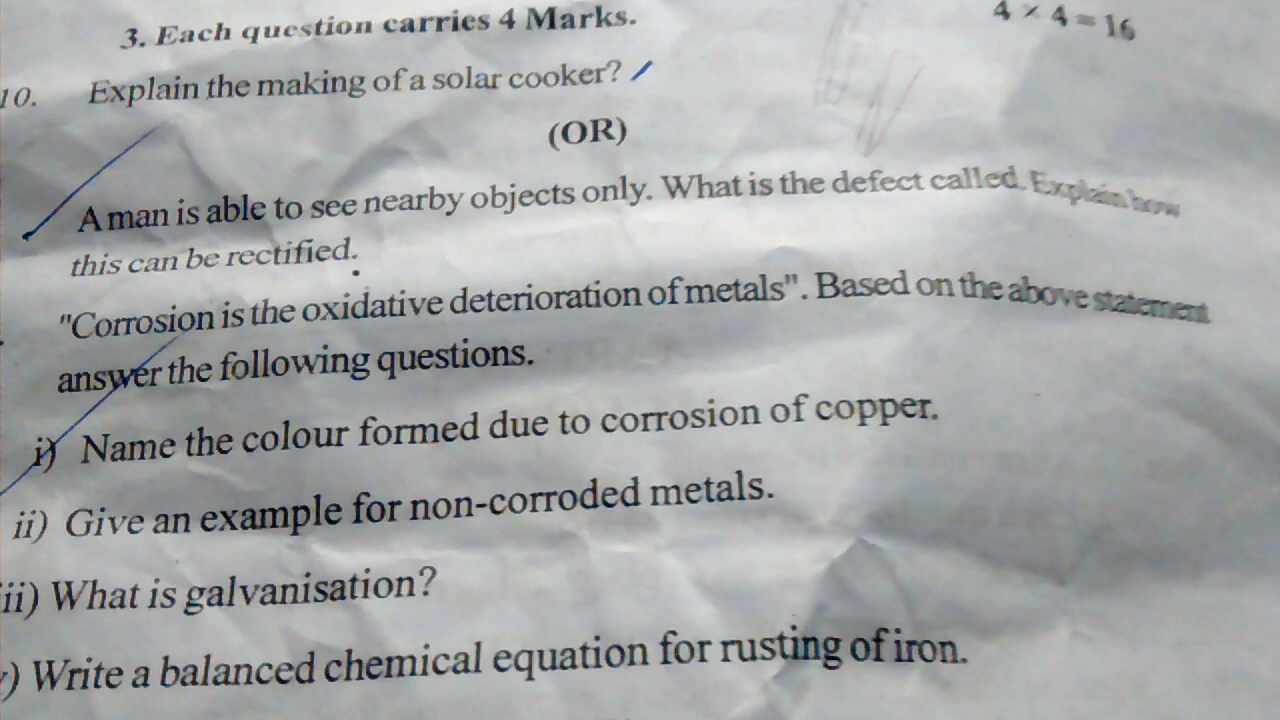 3. Each question carries 4 Marks.
4 × 4 = 16
10. Explain the making of a solar cooker?
(OR)
A man is able to see nearby objects only. What is the defect called. Explain how
this can be rectified.
"Corrosion is the oxidative deterioration of metals". Based on the above statement
answer the following questions.
i) Name the colour formed due to corrosion of copper.
ii) Give an example for non-corroded metals.
ii) What is galvanisation?
) Write a balanced chemical equation for rusting of iron.